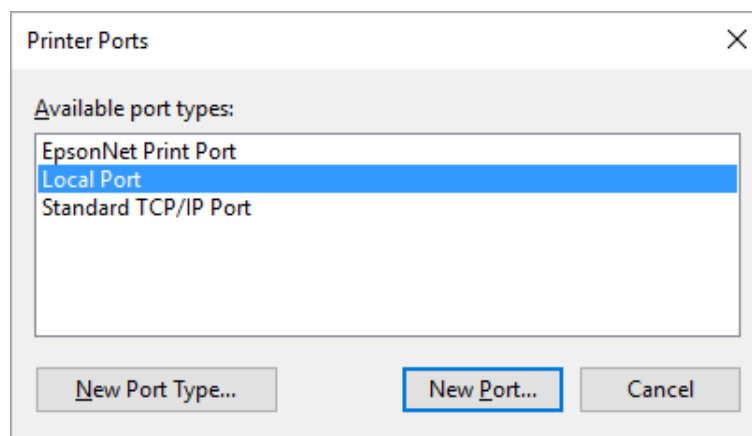 Printer Ports
Available port types:
EpsonNet Print Port
Local Port
Standard TCP/IP Port
New Port Type... New Port... Cancel